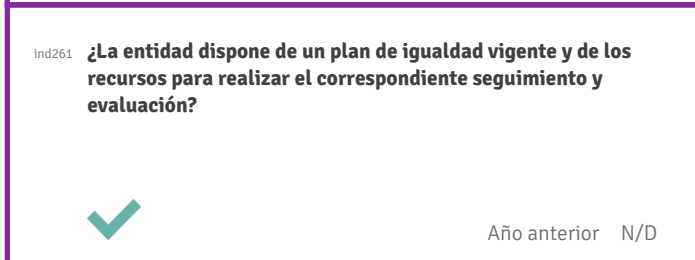 ind261 ¿La entidad dispone de un plan de igualdad vigente y de los
recursos para realizar el correspondiente seguimiento y
evaluación?
Año anterior N/D